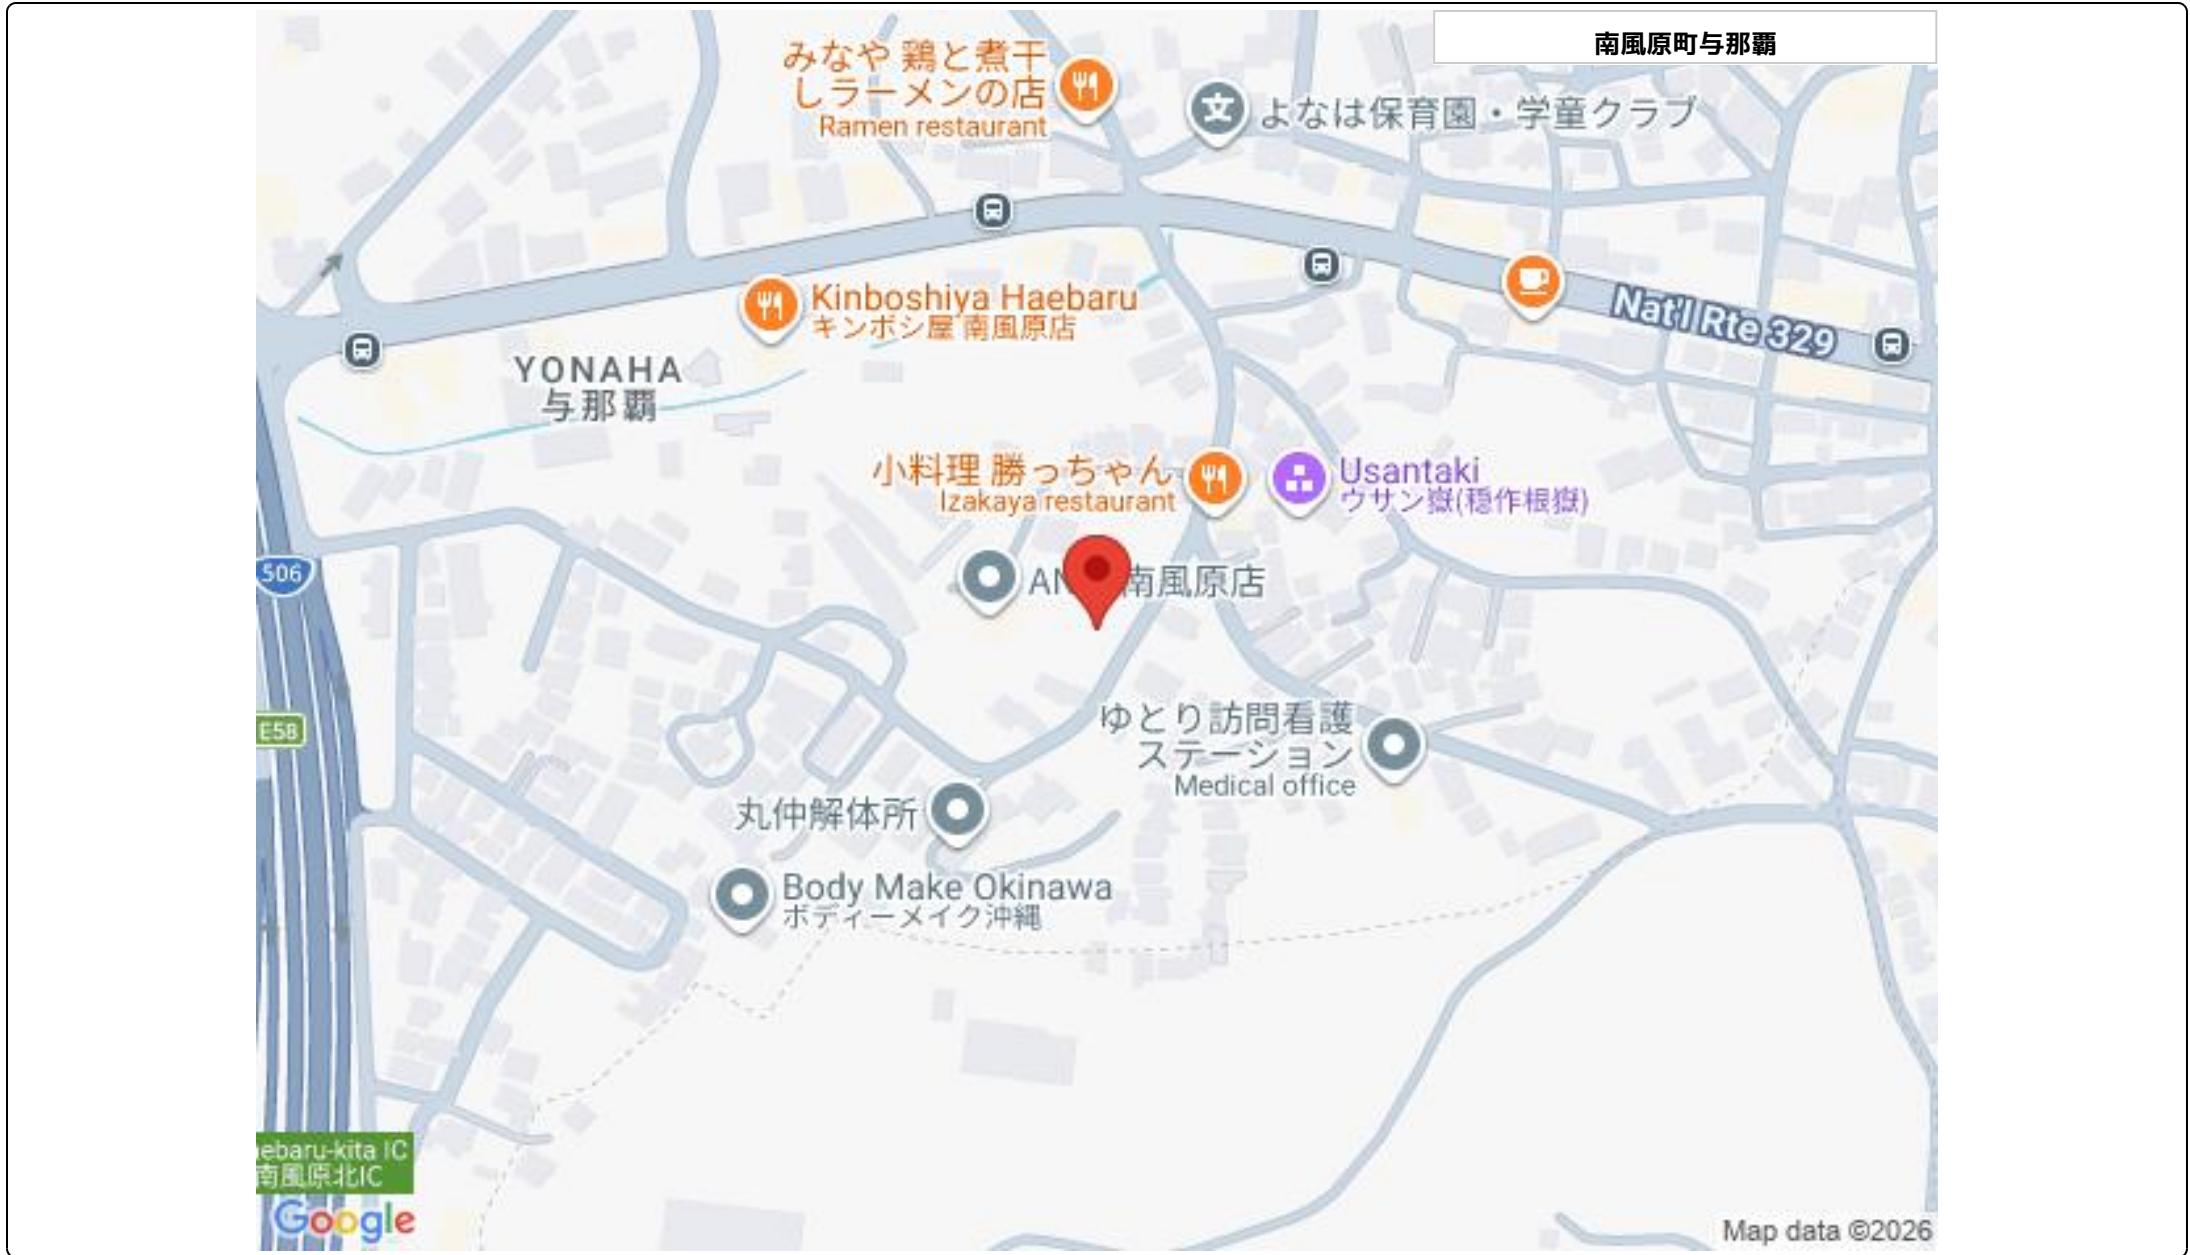 南風原町与那覇
みなや 鶏と煮干
しラーメンの店
Ramen restaurant
よなは保育園・学童クラブ
Kinboshiya Haebaru
キンボシ屋 南風原店
Nat'l Rte 329
YONAHA
与那覇
小料理 勝っちゃん
Izakaya restaurant
Usantaki
ウサン嶽(穏作根嶽)
506
南風原店
E58
ゆとり訪問看護
ステーション
Medical office
丸仲解体所
Body Make Okinawa
ボディーメイク沖縄
aebaru-kita IC
南風原北IC
Google
Map data ©2026